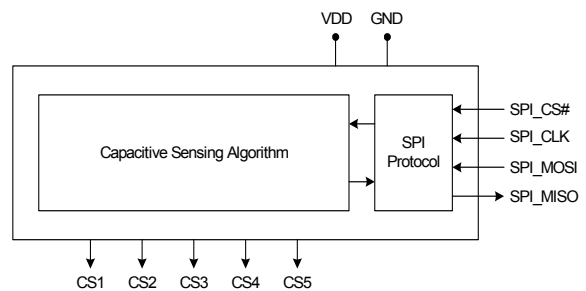 VDD GND
SPI_CS#
SPI_CLK
SPI_MOSI
SPI_MISO
Capacitive Sensing Algorithm
SPI
Protocol
CS1 CS2 CS3 CS4 CS5